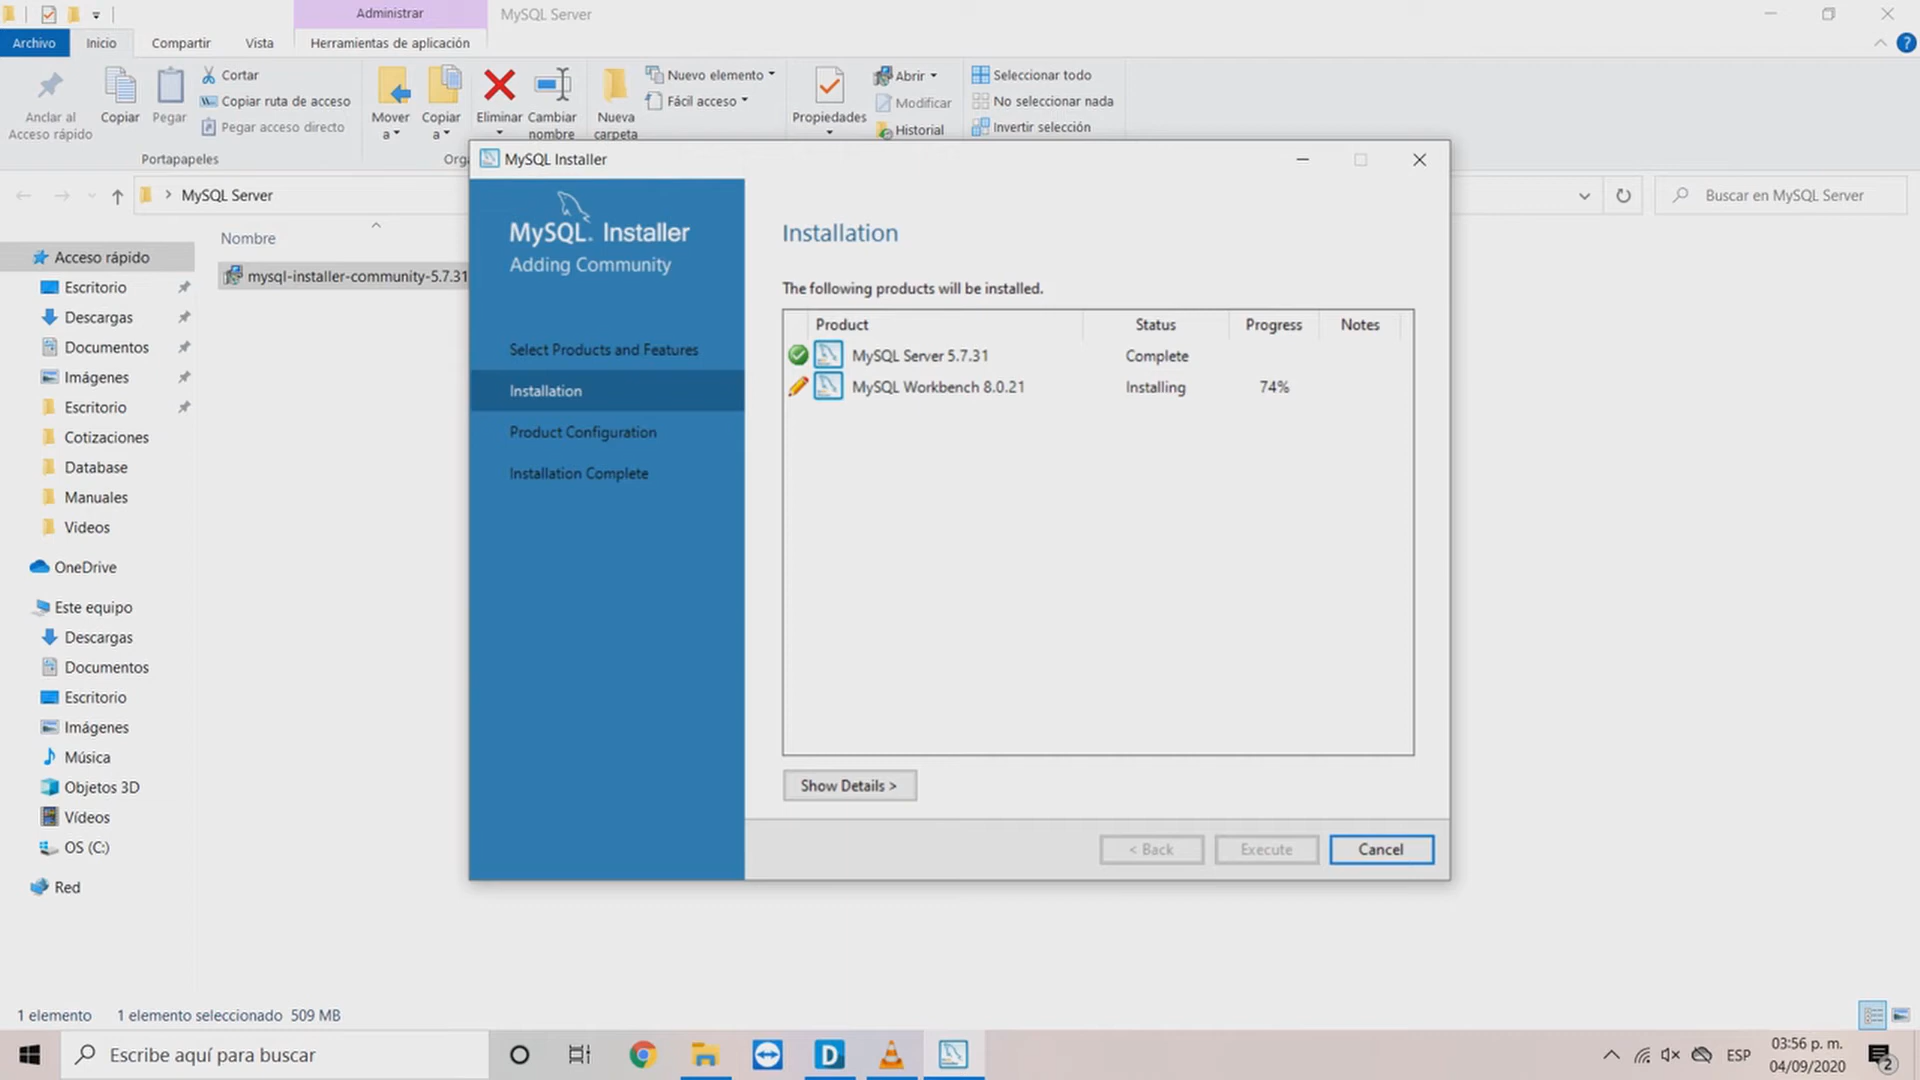 Administrar
MySQL Server
Archivo
Inicio
Compartir
Vista
Herramientas de aplicación
Anclar al
Acceso rápido
Copiar
Pegar
Cortar
Copiar ruta de acceso
Pegar acceso directo
Portapapeles
Mover
a
Copiar
a
Eliminar
Cambiar
nombre
Orga
Nueva
carpeta
Nuevo elemento
Fácil acceso
Propiedades
Abrir
Modificar
Historial
Seleccionar todo
No seleccionar nada
Invertir selección
MySQL Server
Buscar en MySQL Server
Nombre
mysql-installer-community-5.7.31
Acceso rápido
Escritorio
Descargas
Documentos
Imágenes
Escritorio
Cotizaciones
Database
Manuales
Videos
OneDrive
Este equipo
Descargas
Documentos
Escritorio
Imágenes
Música
Objetos 3D
Vídeos
OS (C:)
Red
MySQL Installer
MySQL. Installer
Adding Community
Select Products and Features
Installation
Product Configuration
Installation Complete
Installation
The following products will be installed.
Product Status Progress Notes
MySQL Server 5.7.31 Complete
MySQL Workbench 8.0.21 Installing 74%
Show Details >
< Back
Execute
Cancel
1 elemento 1 elemento seleccionado 509 MB
Escribe aquí para buscar
D
ESP
03:56 p. m.
04/09/2020
2